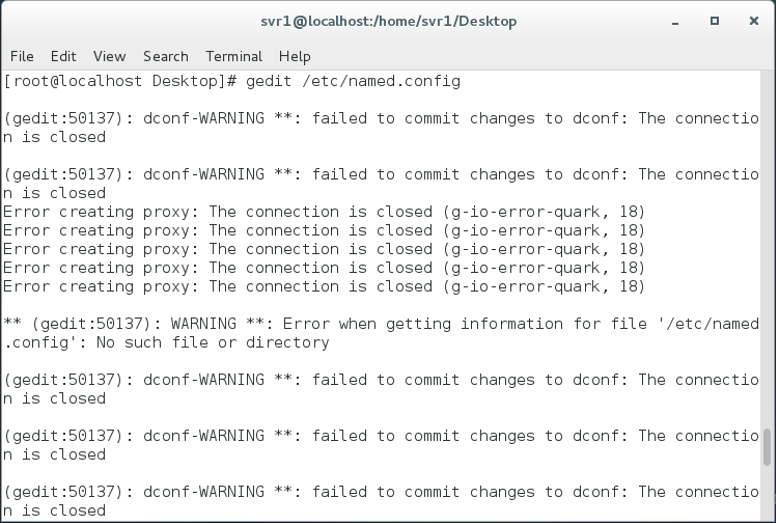 svr1@localhost:/home/svr1/Desktop
File Edit View Search Terminal Help
[root@localhost Desktop]# gedit /etc/named.config
(gedit:50137): dconf-WARNING **: failed to commit changes to dconf: The connectio
n is closed
(gedit:50137): dconf-WARNING **: failed to commit changes to dconf: The connectio
n is closed
Error creating proxy: The connection is closed (g-io-error-quark, 18)
Error creating proxy: The connection is closed (g-io-error-quark, 18)
Error creating proxy: The connection is closed (g-io-error-quark, 18)
Error creating proxy: The connection is closed (g-io-error-quark, 18)
Error creating proxy: The connection is closed (g-io-error-quark, 18)
** (gedit:50137): WARNING **: Error when getting information for file '/etc/named
.config': No such file or directory
(gedit:50137): dconf-WARNING **: failed to commit changes to dconf: The connectio
n is closed
(gedit:50137): dconf-WARNING **: failed to commit changes to dconf: The connectio
n is closed
(gedit:50137): dconf-WARNING **: failed to commit changes to dconf: The connectio
n is closed